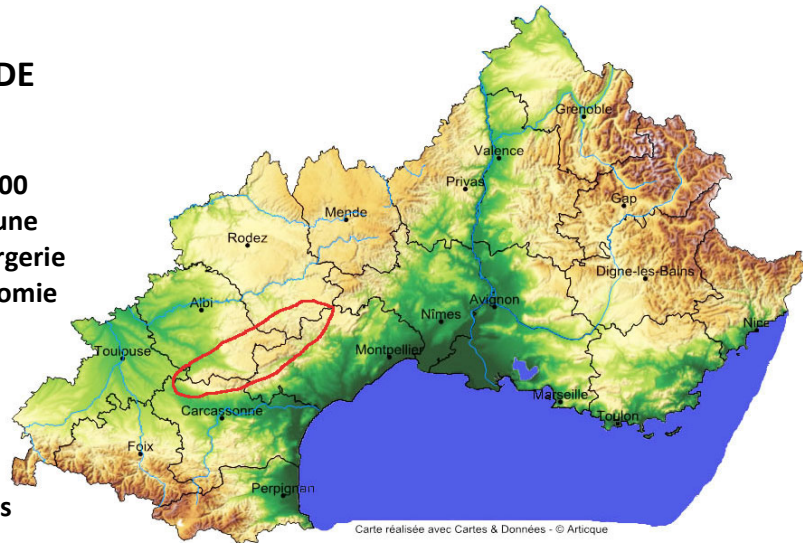 DE
00
une
rgerie
omie
s
Grenoble
Valence
Privas
Gap
Mende
Rodez
Digne-les-Bains
Albi
Avignon
Nîmes
Nice
Toulouse
Montpellier
Marseille
Carcassonne
Toulon
Foix
Perpignan
Carte réalisée avec Cartes & Données - © Articque